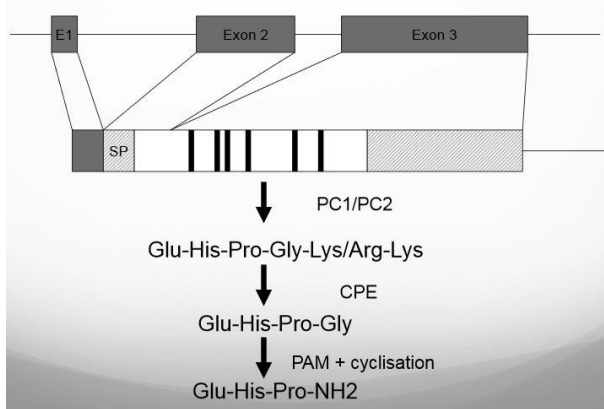 E1 Exon 2 Exon 3
SP
PC1/PC2
Glu-His-Pro-Gly-Lys/Arg-Lys
CPE
Glu-His-Pro-Gly
PAM + cyclisation
Glu-His-Pro-NH2